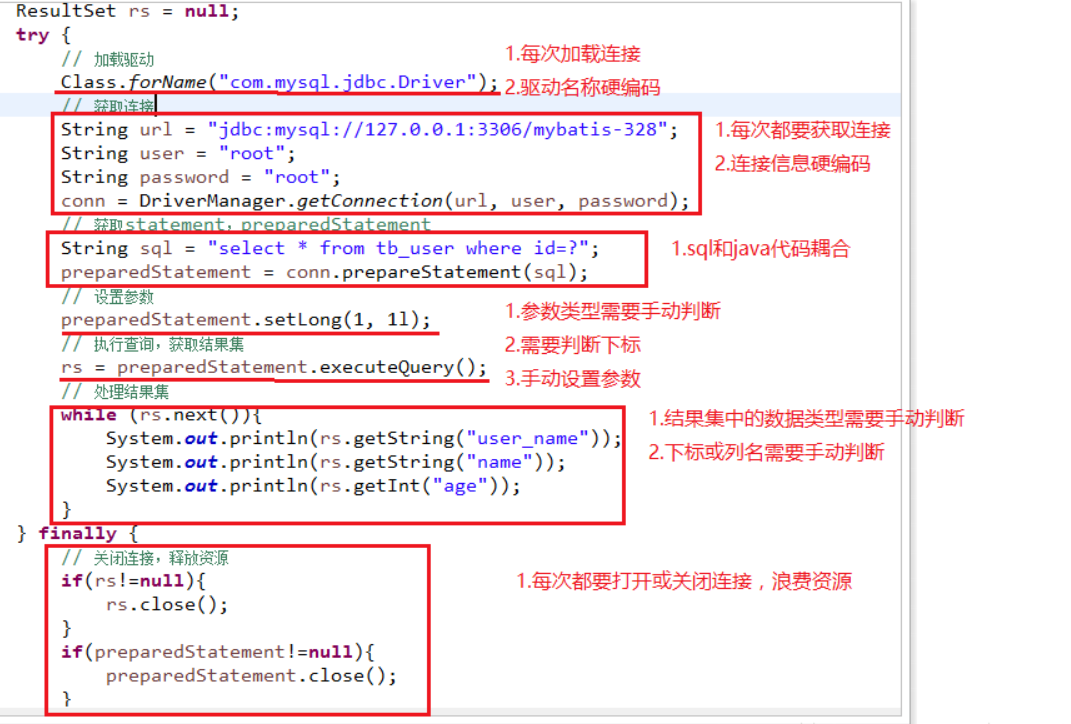 ResultSet rs = null;
try {
// 加载驱动
1.每次加载连接
Class.forName("com.mysql.jdbc.Driver");
2.驱动名称硬编码
// 获取连接
String url = "jdbc:mysql://127.0.0.1:3306/mybatis-328";
1.每次都要获取连接
String user = "root";
2.连接信息硬编码
String password = "root";
conn = DriverManager.getConnection(url, user, password);
// 获取statement，preparedStatement
String sql = "select * from tb_user where id=?";
1.sql和java代码耦合
preparedStatement = conn.prepareStatement(sql);
// 设置参数
1.参数类型需要手动判断
preparedStatement.setLong(1, 1l);
// 执行查询，获取结果集
2.需要判断下标
rs = preparedStatement.executeQuery();
3.手动设置参数
// 处理结果集
while (rs.next()){
1.结果集中的数据类型需要手动判断
System.out.println(rs.getString("user_name"));
2.下标或列名需要手动判断
System.out.println(rs.getString("name"));
System.out.println(rs.getInt("age"));
}
} finally {
// 关闭连接，释放资源
if(rs!=null){
1.每次都要打开或关闭连接，浪费资源
rs.close();
}
if(preparedStatement!=null){
preparedStatement.close();
}